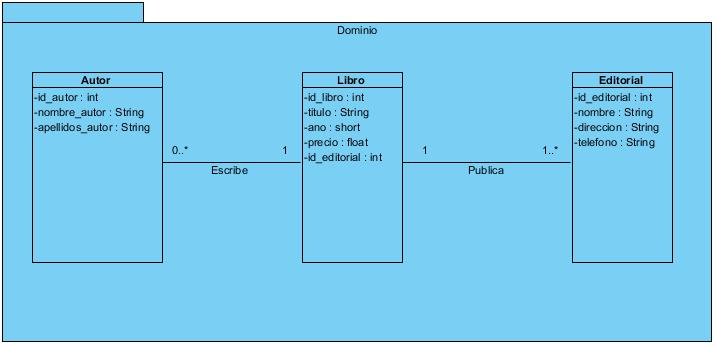 Dominio
Autor
-id_autor : int
-nombre_autor : String
-apellidos_autor : String
Libro
-id_libro : int
-titulo : String
-ano : short
-precio : float
-id_editorial : int
Editorial
-id_editorial : int
-nombre : String
-direccion : String
-telefono : String
0..*
1
Escribe
1
1..*
Publica